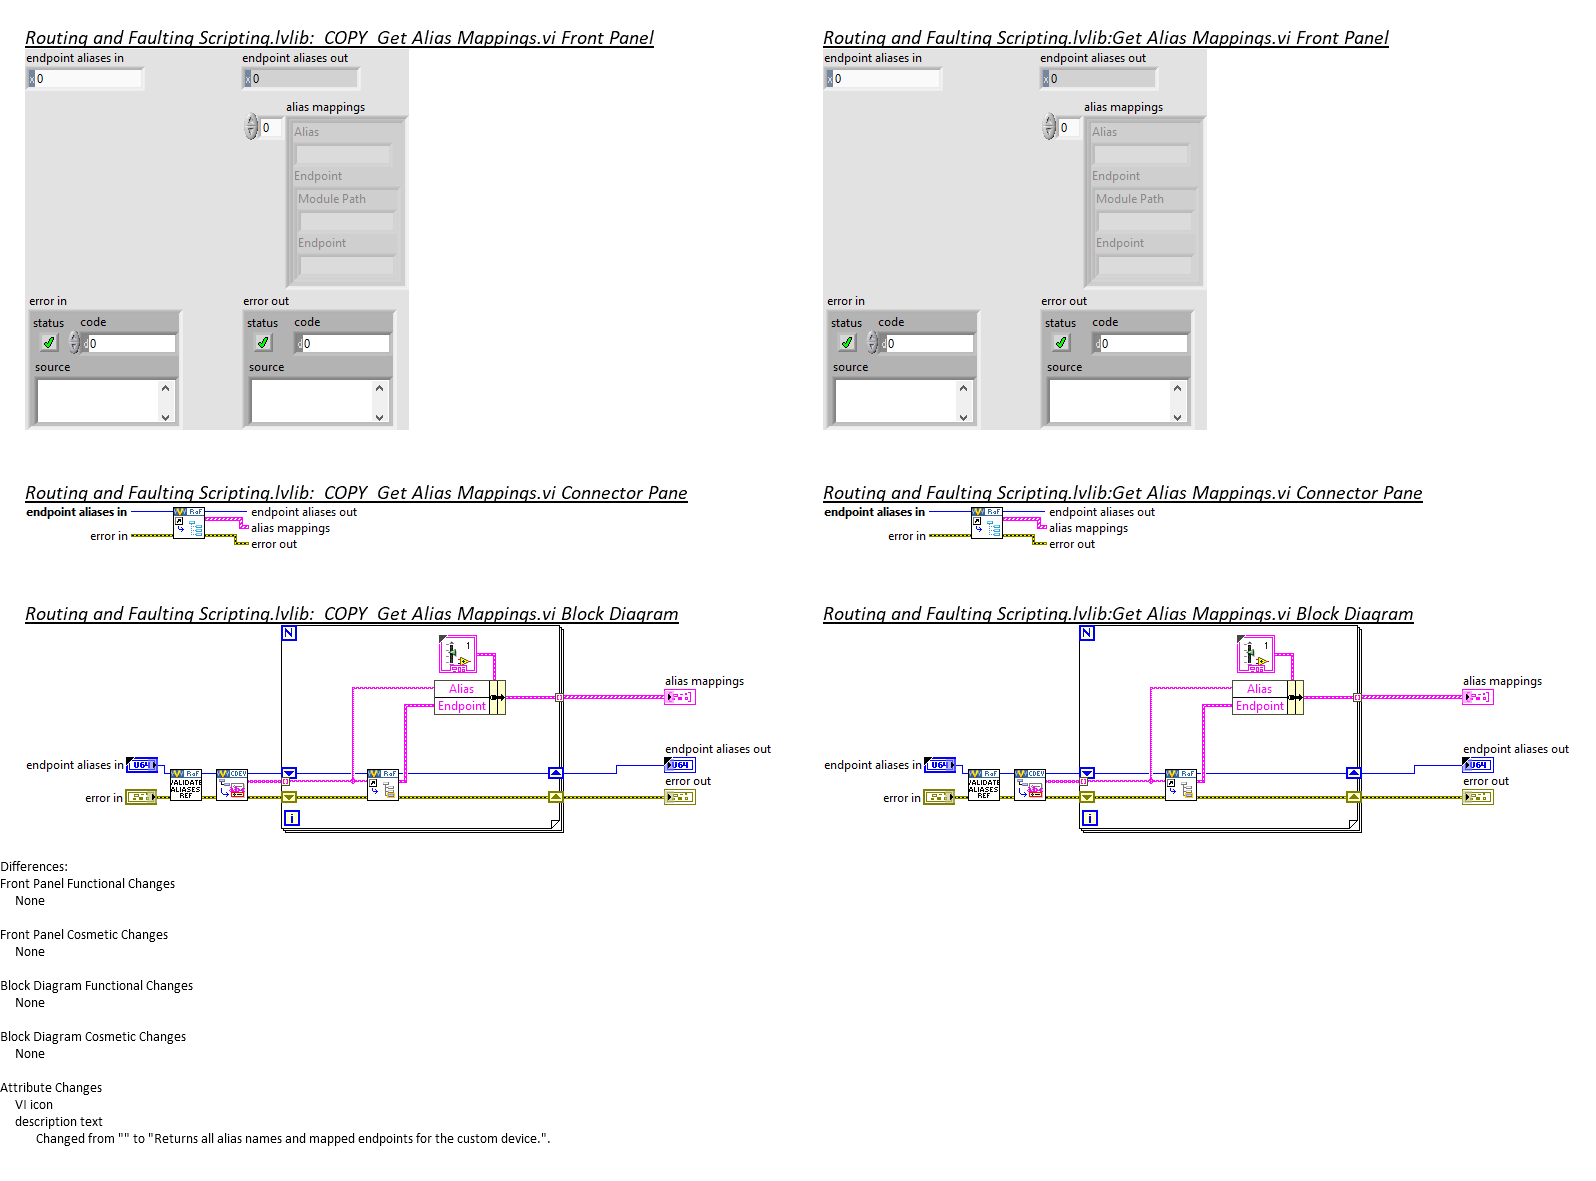 Routing and Faulting Scripting.lvlib:_COPY_Get Alias Mappings.vi Front Panel
endpoint aliases in
endpoint aliases out
x 0
x 0
alias mappings
0
Alias
Endpoint
Module Path
Endpoint
error in
error out
status code
status code
d 0
d 0
source
source
Routing and Faulting Scripting.lvlib:Get Alias Mappings.vi Front Panel
endpoint aliases in
endpoint aliases out
x 0
x 0
alias mappings
0
Alias
Endpoint
Module Path
Endpoint
error in
error out
status code
status code
d 0
d 0
source
source
Routing and Faulting Scripting.lvlib:_COPY_Get Alias Mappings.vi Connector Pane
endpoint aliases in
RaF
endpoint aliases out
alias mappings
error in
error out
Routing and Faulting Scripting.lvlib:Get Alias Mappings.vi Connector Pane
endpoint aliases in
RaF
endpoint aliases out
alias mappings
error in
error out
Routing and Faulting Scripting.lvlib:_COPY_Get Alias Mappings.vi Block Diagram
N
1
Alias
Endpoint
alias mappings
endpoint aliases out
endpoint aliases in
U64
U64
RaF
CDEV
RaF
VALIDATE
ALIASES
REF
error out
error in
i
Routing and Faulting Scripting.lvlib:Get Alias Mappings.vi Block Diagram
N
1
Alias
Endpoint
alias mappings
endpoint aliases out
endpoint aliases in
U64
U64
RaF
CDEV
RaF
VALIDATE
ALIASES
REF
error out
error in
i
Differences:
Front Panel Functional Changes
None
Front Panel Cosmetic Changes
None
Block Diagram Functional Changes
None
Block Diagram Cosmetic Changes
None
Attribute Changes
VI icon
description text
Changed from "" to "Returns all alias names and mapped endpoints for the custom device.".